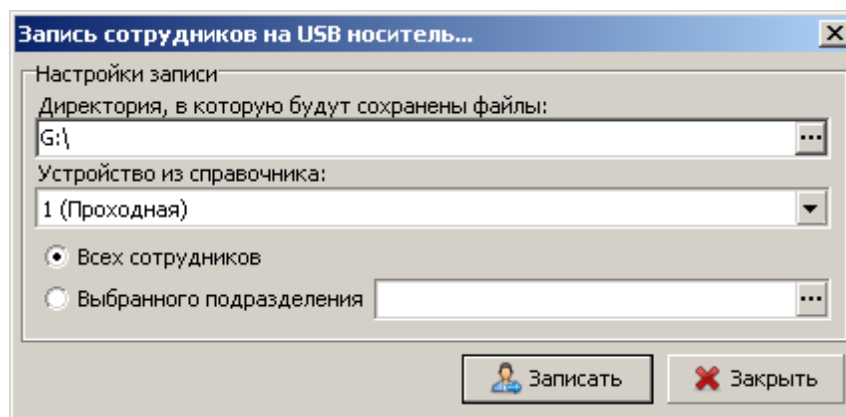 Запись сотрудников на USB носитель...
Настройки записи
Директория, в которую будут сохранены файлы:
G:\
...
Устройство из справочника:
1 (Проходная)
Всех сотрудников
Выбранного подразделения ...
Записать Закрыть